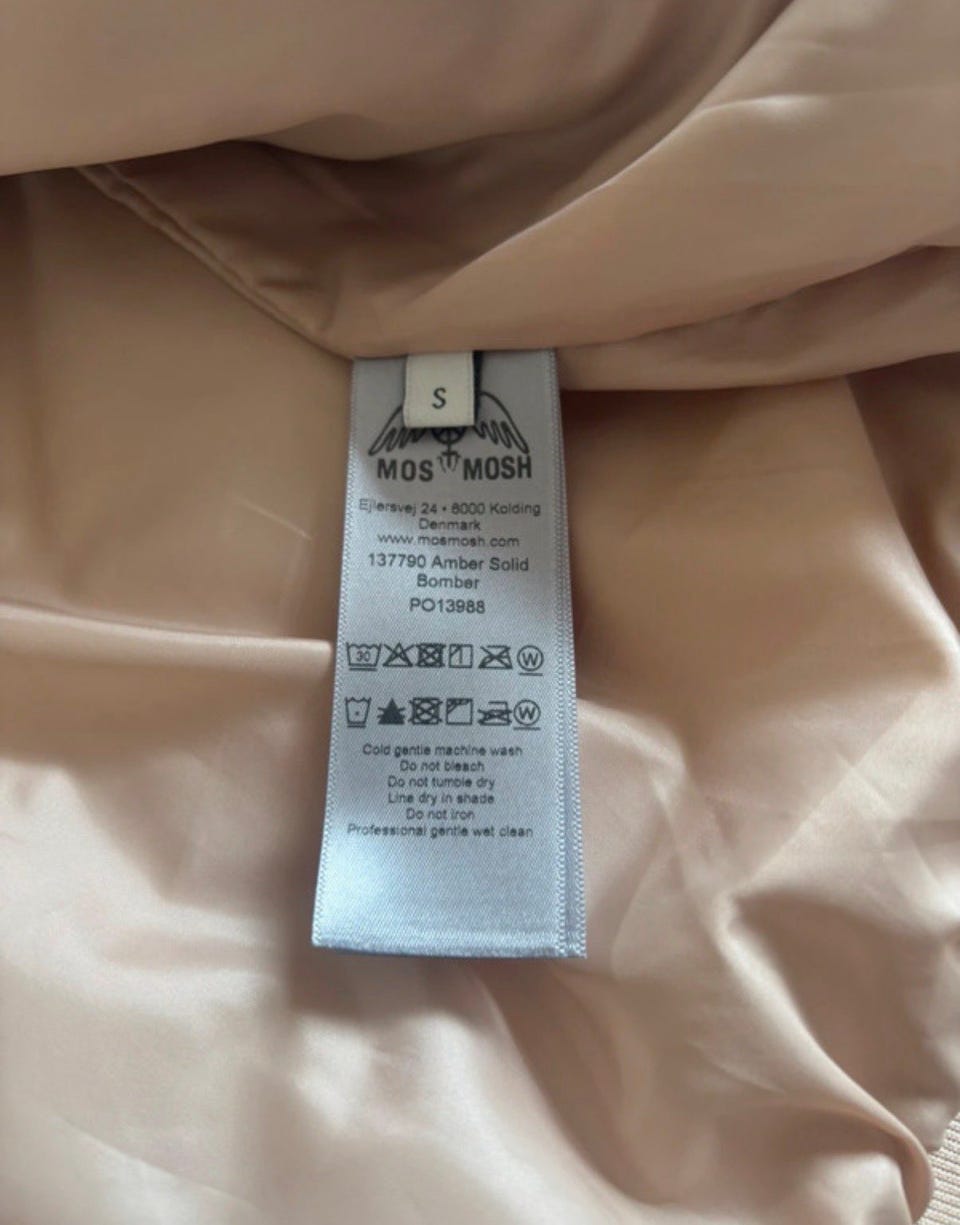 S
MOS MOSH
Ejlersvej 24 • 6000 Kolding
Denmark
www.mosmosh.com
137790 Amber Solid
Bomber
PO13988
30 W
W
Cold gentle machine wash
Do not bleach
Do not tumble dry
Line dry in shade
Do not iron
Professional gentle wet clean